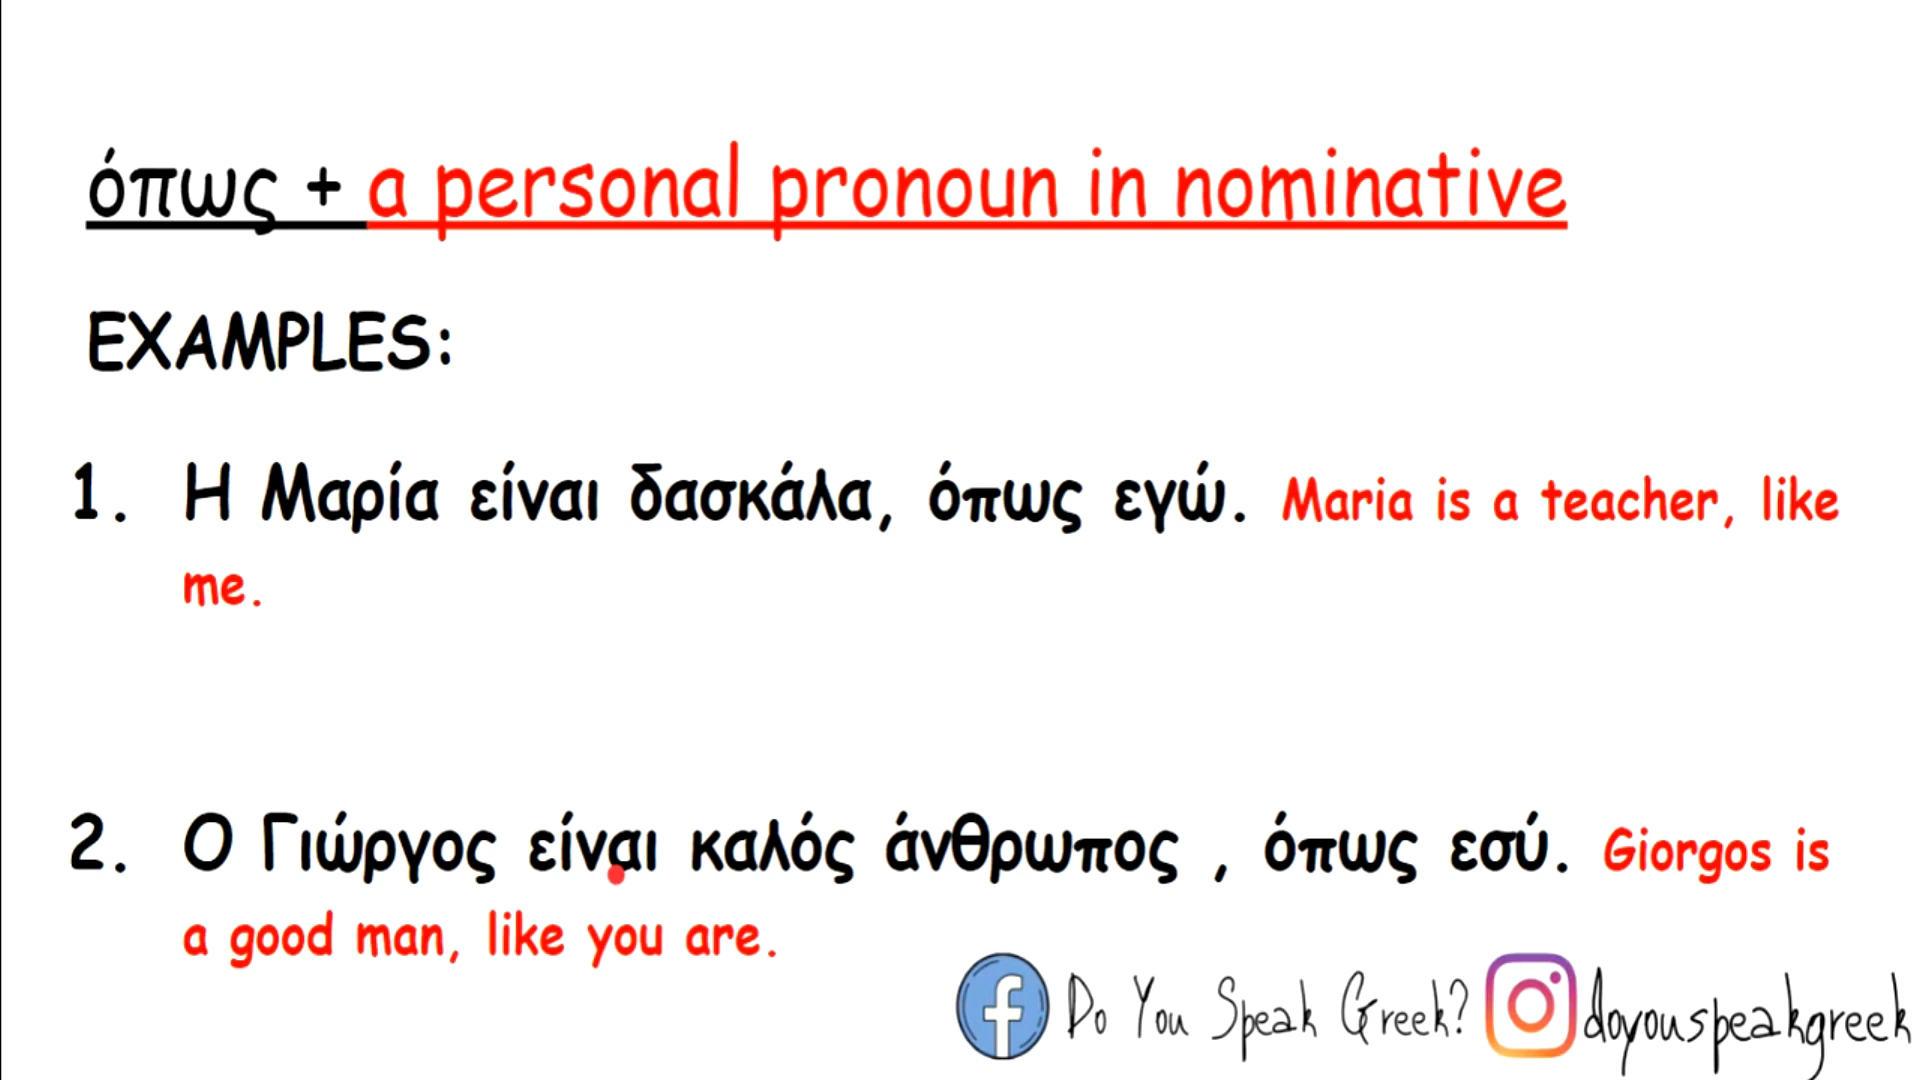 όπως + a personal pronoun in nominative
EXAMPLES:
1. Η Μαρία είναι δασκάλα, όπως εγώ. Maria is a teacher, like
me.
2. Ο Γιώργος είναι καλός άνθρωπος , όπως εσύ. Giorgos is
a good man, like you are.
Do You Speak Greek? doyouspeakgreek